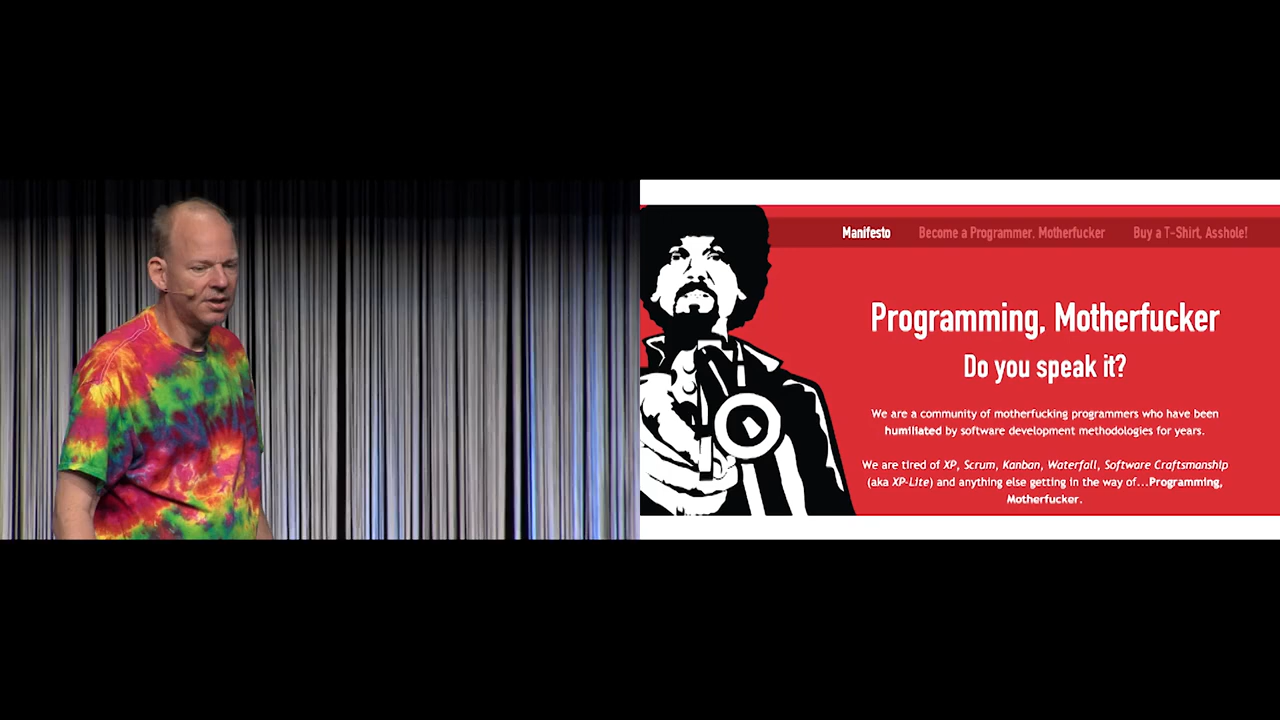 Manifesto Become a Programmer, Motherfucker Buy a T-Shirt, Asshole!
Programming, Motherfucker
Do you speak it?
We are a community of motherfucking programmers who have been
humiliated by software development methodologies for years.
We are tired of XP, Scrum, Kanban, Waterfall, Software Craftsmanship
(aka XP-Lite) and anything else getting in the way of...Programming,
Motherfucker.